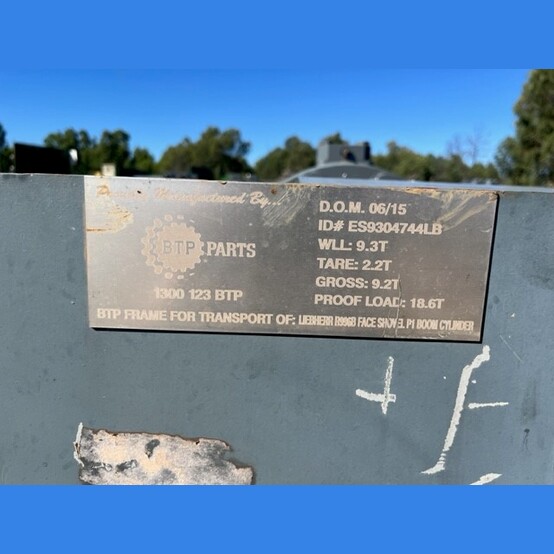 Manufactured By...
BTP PARTS
1300 123 BTP
D.O.M. 06/15
ID# ES9304744LB
WLL: 9.3T
TARE: 2.2T
GROSS: 9.2T
PROOF LOAD: 18.6T
BTP FRAME FOR TRANSPORT OF: LIEBHERR R996B FACE SHOVEL P1 BOOM CYLINDER